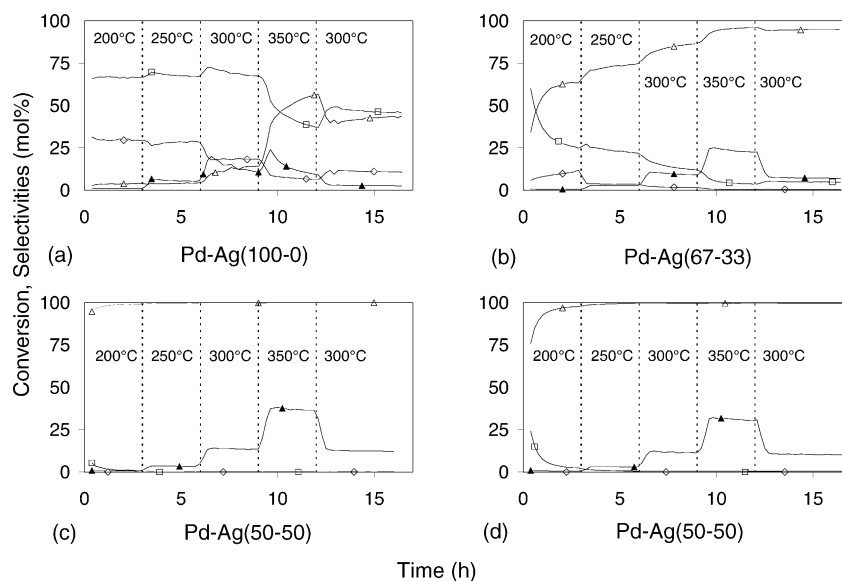 100
75
50
25
0
200°C 250°C 300°C 350°C 300°C
0 5 10 15
(a) Pd-Ag(100-0)
100
75
50
25
0
200°C 250°C
300°C 350°C 300°C
0 5 10 15
(b) Pd-Ag(67-33)
Conversion, Selectivities (mol%)
100
75
50
25
0
200°C 250°C 300°C 350°C 300°C
0 5 10 15
(c) Pd-Ag(50-50)
100
75
50
25
0
200°C 250°C 300°C 350°C 300°C
0 5 10 15
(d) Pd-Ag(50-50)
Time (h)